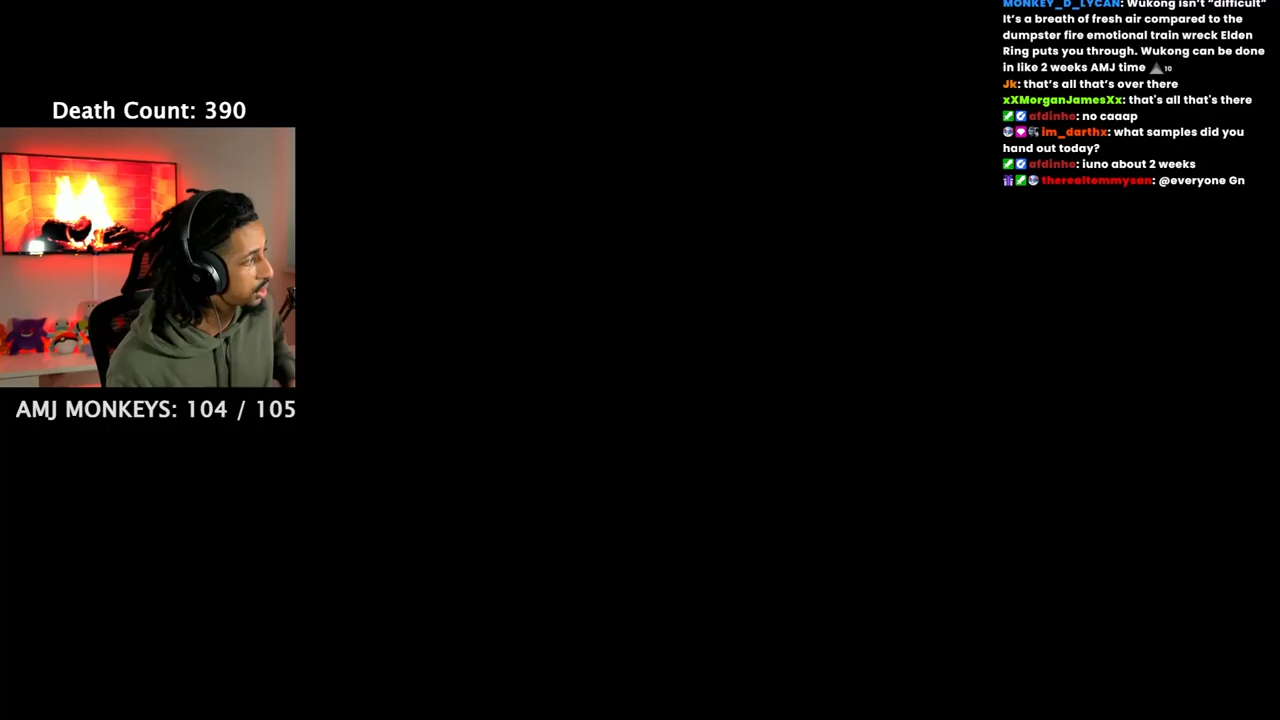 MONKEY_D_LYCAN: Wukong isn't "difficult"
It's a breath of fresh air compared to the
dumpster fire emotional train wreck Elden
Ring puts you through. Wukong can be done
in like 2 weeks AMJ time 10
Jk: that's all that's over there
xXMorganJamesXx: that's all that's there
afdinho: no caaap
im_darthx: what samples did you
hand out today?
afdinho: iuno about 2 weeks
therealtommysan: @everyone Gn
Death Count: 390
AMJ MONKEYS: 104 / 105